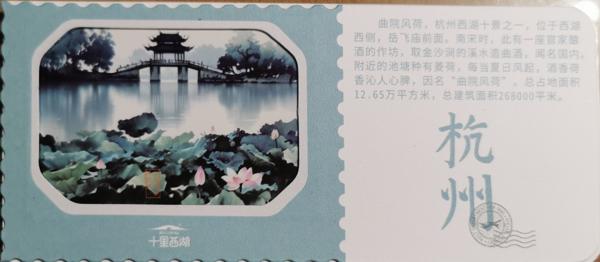 曲院风荷，杭州西湖十景之一，位于西湖
西侧，岳飞庙前面。南宋时，此有一座官家酿
酒的作坊，取金沙涧的溪水造曲酒，闻名国内，
附近的池塘种有菱荷，每当夏日风起，酒香荷
香沁人心脾，因名“曲院风荷”，总占地面积
12.65万平方米，总建筑面积268000平米。
杭
州
十里西湖